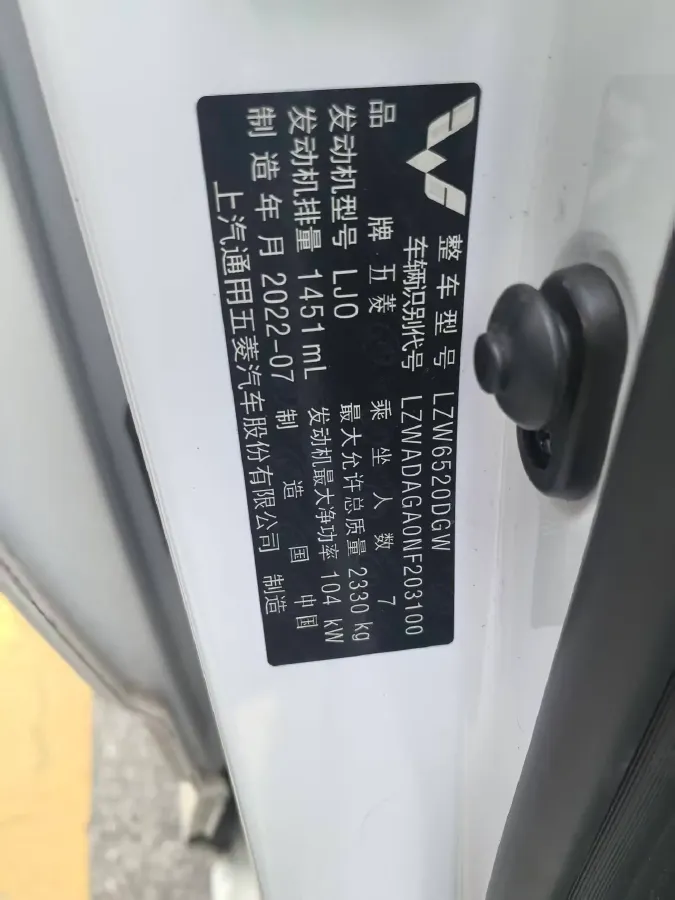 整车型号 LZW6520DGW
车辆识别代号 LZWADAGA0NF203100
品牌 五菱 乘坐人数 7
发动机型号 LJO 最大允许总质量 2330 kg
发动机排量 1451 mL 发动机最大净功率 104 kW
制造年月 2022-07 制造国 中国
上汽通用五菱汽车股份有限公司 制造